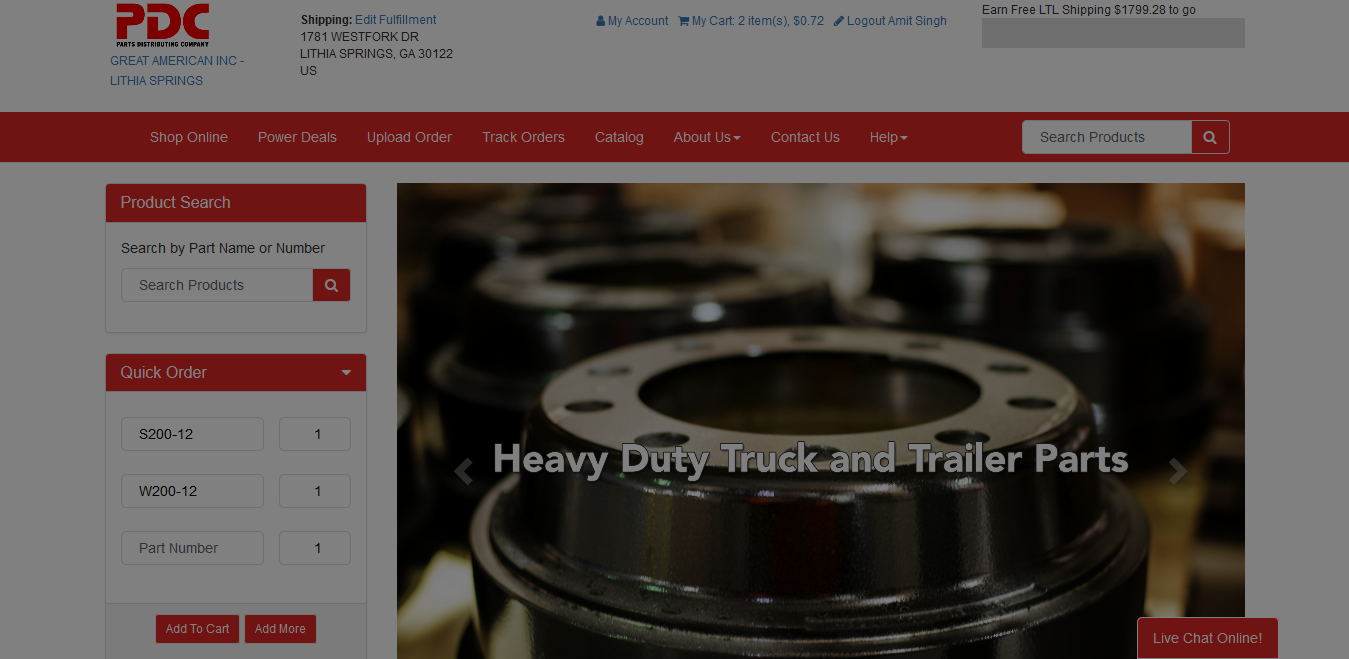 PDC
PARTS DISTRIBUTING COMPANY
GREAT AMERICAN INC -
LITHIA SPRINGS
Shipping: Edit Fulfillment
1781 WESTFORK DR
LITHIA SPRINGS, GA 30122
US
My Account My Cart: 2 item(s), $0.72 Logout Amit Singh
Earn Free LTL Shipping $1799.28 to go
Shop Online Power Deals Upload Order Track Orders Catalog About Us Contact Us Help Search Products
Product Search
Search by Part Name or Number
Search Products
Quick Order
S200-12 1
W200-12 1
Part Number 1
Add To Cart Add More
Heavy Duty Truck and Trailer Parts
Live Chat Online!